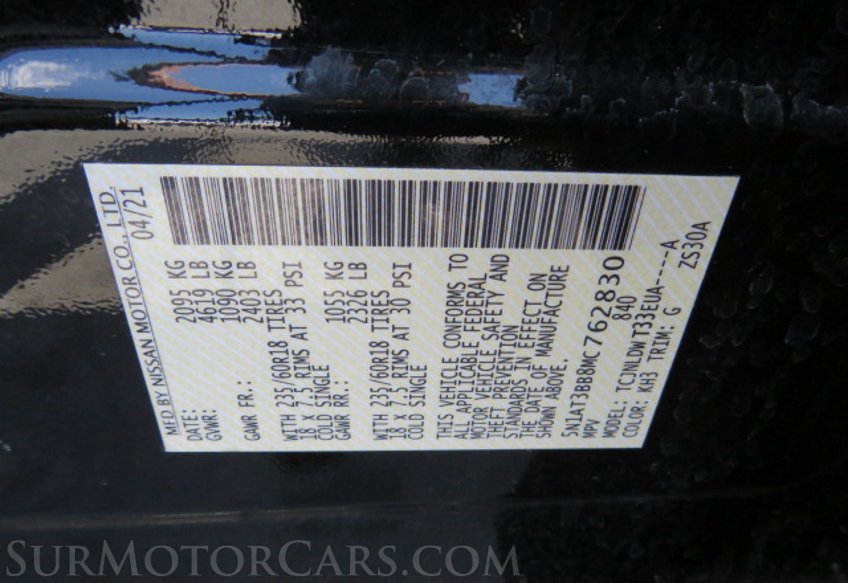 MFD BY NISSAN MOTOR CO., LTD.
DATE: 04/21
GVWR: 2095 KG
4619 LB
GAWR FR.: 1090 KG
2403 LB
WITH 235/60R18 TIRES
18 X 7.5 RIMS AT 33 PSI
COLD SINGLE
GAWR RR.: 1055 KG
2326 LB
WITH 235/60R18 TIRES
18 X 7.5 RIMS AT 30 PSI
COLD SINGLE
THIS VEHICLE CONFORMS TO
ALL APPLICABLE FEDERAL
MOTOR VEHICLE SAFETY AND
THEFT PREVENTION
STANDARDS IN EFFECT ON
THE DATE OF MANUFACTURE
SHOWN ABOVE.
5N1AT3BB8MC762830
MPV 840
MODEL: TCJNLDWT33EUA----A
COLOR: KH3 TRIM: G ZS30A
SURMOTORCARS.COM